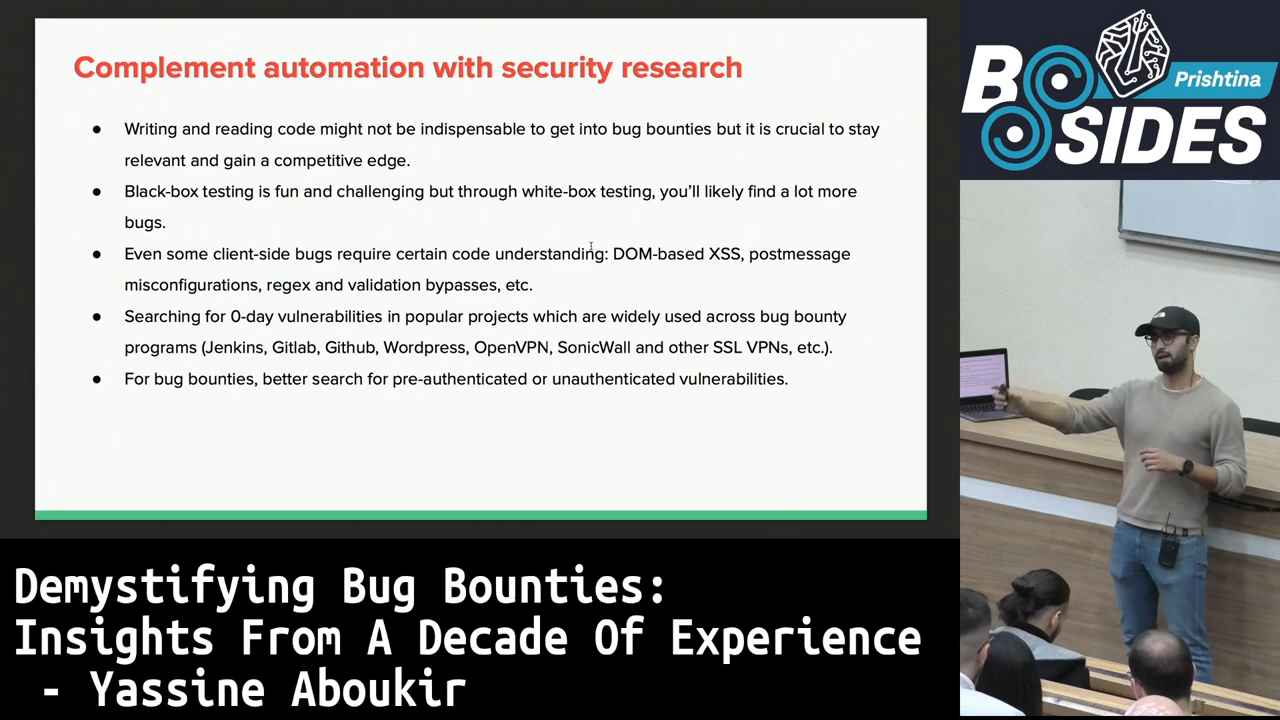 Complement automation with security research
● Writing and reading code might not be indispensable to get into bug bounties but it is crucial to stay
relevant and gain a competitive edge.
● Black-box testing is fun and challenging but through white-box testing, you’ll likely find a lot more
bugs.
● Even some client-side bugs require certain code understanding: DOM-based XSS, postmessage
misconfigurations, regex and validation bypasses, etc.
● Searching for 0-day vulnerabilities in popular projects which are widely used across bug bounty
programs (Jenkins, Gitlab, Github, Wordpress, OpenVPN, SonicWall and other SSL VPNs, etc.).
● For bug bounties, better search for pre-authenticated or unauthenticated vulnerabilities.
BSIDES
Prishtina
Demystifying Bug Bounties:
Insights From A Decade Of Experience
- Yassine Aboukir